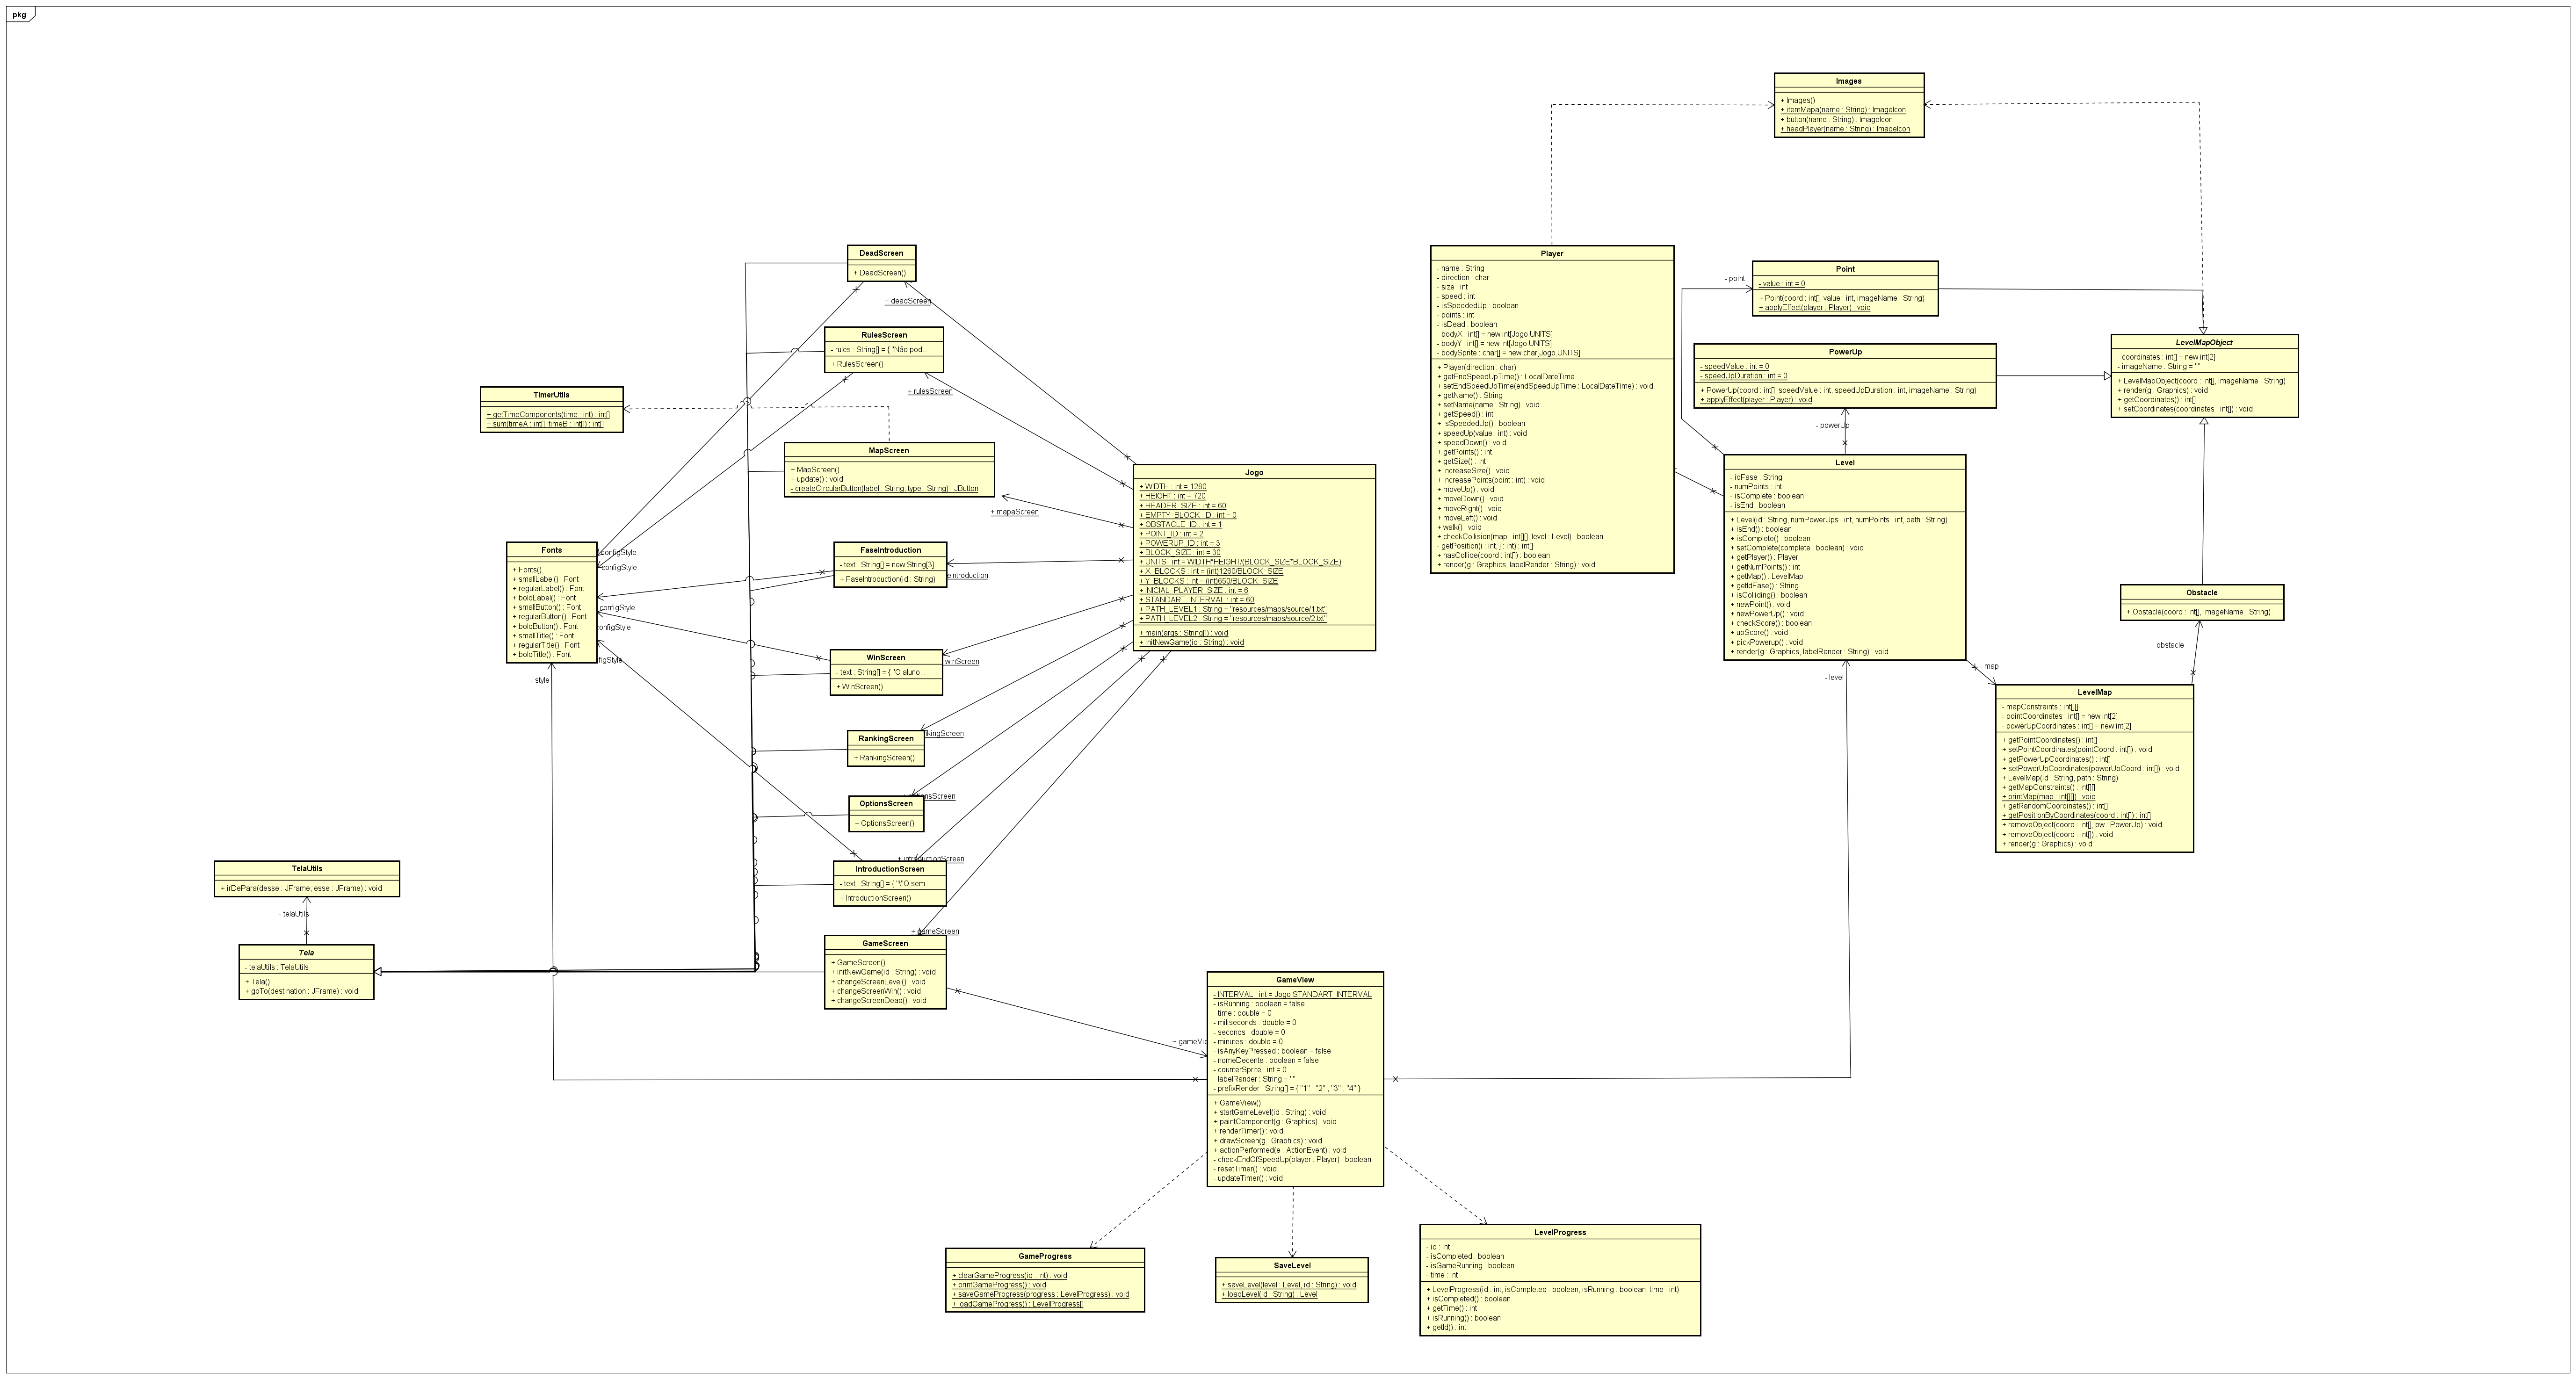 pkg
Images
+ Images()
+ itemMapa(name : String) : ImageIcon
+ button(name : String) : ImageIcon
+ headPlayer(name : String) : ImageIcon
DeadScreen
+ DeadScreen()
+ deadScreen
RulesScreen
- rules : String[] = { "Não pod...
+ RulesScreen()
+ rulesScreen
TimerUtils
+ getTimeComponents(time : int) : int[]
+ sum(timeA : int[], timeB : int[]) : int[]
MapScreen
+ MapScreen()
+ update() : void
- createCircularButton(label : String, type : String) : JButton
+ mapaScreen
Fonts
+ Fonts()
+ smallLabel() : Font
+ regularLabel() : Font
+ boldLabel() : Font
+ smallButton() : Font
+ regularButton() : Font
+ boldButton() : Font
+ smallTitle() : Font
+ regularTitle() : Font
+ boldTitle() : Font
configStyle
configStyle
configStyle
configStyle
figStyle
- style
FaseIntroduction
- text : String[] = new String[3]
+ FaseIntroduction(id : String)
eIntroduction
WinScreen
- text : String[] = { "O aluno...
+ WinScreen()
winScreen
RankingScreen
+ RankingScreen()
kingScreen
OptionsScreen
+ OptionsScreen()
onsScreen
IntroductionScreen
- text : String[] = { "\"O sem...
+ IntroductionScreen()
+ introductionScreen
GameScreen
+ GameScreen()
+ initNewGame(id : String) : void
+ changeScreenLevel() : void
+ changeScreenWin() : void
+ changeScreenDead() : void
+ gameScreen
TelaUtils
+ irDePara(desse : JFrame, esse : JFrame) : void
- telaUtils
Tela
- telaUtils : TelaUtils
+ Tela()
+ goTo(destination : JFrame) : void
Jogo
+ WIDTH : int = 1280
+ HEIGHT : int = 720
+ HEADER_SIZE : int = 60
+ EMPTY_BLOCK_ID : int = 0
+ OBSTACLE_ID : int = 1
+ POINT_ID : int = 2
+ POWERUP_ID : int = 3
+ BLOCK_SIZE : int = 30
+ UNITS : int = WIDTH*HEIGHT/(BLOCK_SIZE*BLOCK_SIZE)
+ X_BLOCKS : int = (int)1260/BLOCK_SIZE
+ Y_BLOCKS : int = (int)650/BLOCK_SIZE
+ INICIAL_PLAYER_SIZE : int = 6
+ STANDART_INTERVAL : int = 60
+ PATH_LEVEL1 : String = "resources/maps/source/1.txt"
+ PATH_LEVEL2 : String = "resources/maps/source/2.txt"
+ main(args : String[]) : void
+ initNewGame(id : String) : void
Player
- name : String
- direction : char
- size : int
- speed : int
- isSpeededUp : boolean
- points : int
- isDead : boolean
- bodyX : int[] = new int[Jogo.UNITS]
- bodyY : int[] = new int[Jogo.UNITS]
- bodySprite : char[] = new char[Jogo.UNITS]
+ Player(direction : char)
+ getEndSpeedUpTime() : LocalDateTime
+ setEndSpeedUpTime(endSpeedUpTime : LocalDateTime) : void
+ getName() : String
+ setName(name : String) : void
+ getSpeed() : int
+ isSpeededUp() : boolean
+ speedUp(value : int) : void
+ speedDown() : void
+ getPoints() : int
+ getSize() : int
+ increaseSize() : void
+ increasePoints(point : int) : void
+ moveUp() : void
+ moveDown() : void
+ moveRight() : void
+ moveLeft() : void
+ walk() : void
+ checkCollision(map : int[][], level : Level) : boolean
- getPosition(i : int, j : int) : int[]
+ hasCollide(coord : int[]) : boolean
+ render(g : Graphics, labelRender : String) : void
- point
Point
- value : int = 0
+ Point(coord : int[], value : int, imageName : String)
+ applyEffect(player : Player) : void
PowerUp
- speedValue : int = 0
- speedUpDuration : int = 0
+ PowerUp(coord : int[], speedValue : int, speedUpDuration : int, imageName : String)
+ applyEffect(player : Player) : void
- powerUp
LevelMapObject
- coordinates : int[] = new int[2]
- imageName : String = ""
+ LevelMapObject(coord : int[], imageName : String)
+ render(g : Graphics) : void
+ getCoordinates() : int[]
+ setCoordinates(coordinates : int[]) : void
Level
- idFase : String
- numPoints : int
- isComplete : boolean
- isEnd : boolean
+ Level(id : String, numPowerUps : int, numPoints : int, path : String)
+ isEnd() : boolean
+ isComplete() : boolean
+ setComplete(complete : boolean) : void
+ getPlayer() : Player
+ getNumPoints() : int
+ getMap() : LevelMap
+ getIdFase() : String
+ isColliding() : boolean
+ newPoint() : void
+ newPowerUp() : void
+ checkScore() : boolean
+ upScore() : void
+ pickPowerup() : void
+ render(g : Graphics, labelRender : String) : void
- level
- map
Obstacle
+ Obstacle(coord : int[], imageName : String)
- obstacle
LevelMap
- mapConstraints : int[][]
- pointCoordinates : int[] = new int[2]
- powerUpCoordinates : int[] = new int[2]
+ getPointCoordinates() : int[]
+ setPointCoordinates(pointCoord : int[]) : void
+ getPowerUpCoordinates() : int[]
+ setPowerUpCoordinates(powerUpCoord : int[]) : void
+ LevelMap(id : String, path : String)
+ getMapConstraints() : int[][]
+ printMap(map : int[][]) : void
+ getRandomCoordinates() : int[]
+ getPositionByCoordinates(coord : int[]) : int[]
+ removeObject(coord : int[], pw : PowerUp) : void
+ removeObject(coord : int[]) : void
+ render(g : Graphics) : void
~ gameVie
GameView
- INTERVAL : int = Jogo.STANDART_INTERVAL
- isRunning : boolean = false
- time : double = 0
- miliseconds : double = 0
- seconds : double = 0
- minutes : double = 0
- isAnyKeyPressed : boolean = false
- nomeDecente : boolean = false
- counterSprite : int = 0
- labelRander : String = ""
- prefixRender : String[] = { "1" , "2" , "3" , "4" }
+ GameView()
+ startGameLevel(id : String) : void
+ paintComponent(g : Graphics) : void
+ renderTimer() : void
+ drawScreen(g : Graphics) : void
+ actionPerformed(e : ActionEvent) : void
- checkEndOfSpeedUp(player : Player) : boolean
- resetTimer() : void
- updateTimer() : void
GameProgress
+ clearGameProgress(id : int) : void
+ printGameProgress() : void
+ saveGameProgress(progress : LevelProgress) : void
+ loadGameProgress() : LevelProgress[]
SaveLevel
+ saveLevel(level : Level, id : String) : void
+ loadLevel(id : String) : Level
LevelProgress
- id : int
- isCompleted : boolean
- isGameRunning : boolean
- time : int
+ LevelProgress(id : int, isCompleted : boolean, isRunning : boolean, time : int)
+ isCompleted() : boolean
+ getTime() : int
+ isRunning() : boolean
+ getId() : int